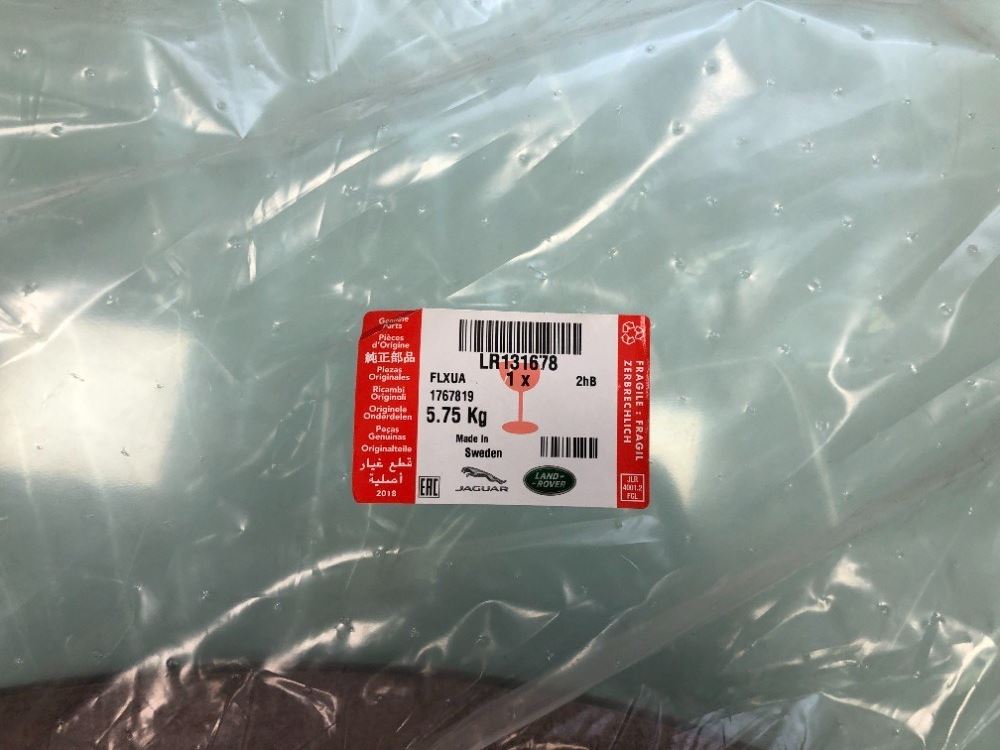 Genuine
Parts
Pièces
d'Origine
純正部品
Piezas
Originales
Ricambi
Originali
Originele
Onderdelen
Peças
Genuínas
Originalteile
قطع غيار
أصلية
2018
LR131678
FLXUA
1 x
2hB
1767819
5.75 Kg
Made In
Sweden
EAC
JAGUAR
LAND-
-ROVER
FRAGILE : FRAGIL
ZERBRECHLICH
JLR
4001.2
FGL